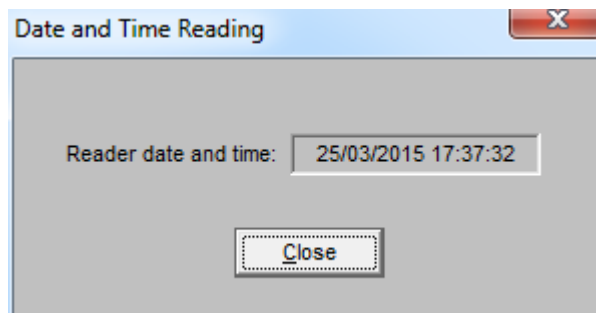 Date and Time Reading
Reader date and time: 25/03/2015 17:37:32
Close